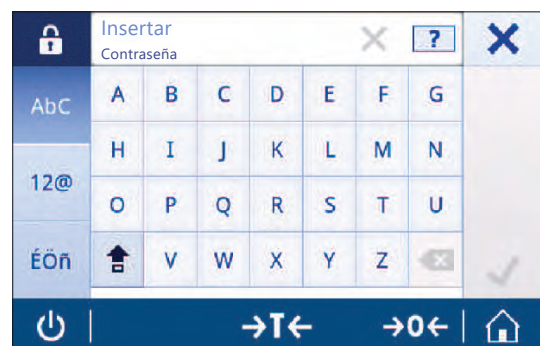 Insertar
Contraseña
?
AbC
A B C D E F G
H I J K L M N
12@
O P Q R S T U
ÉÖñ
V W X Y Z
→T← →0←